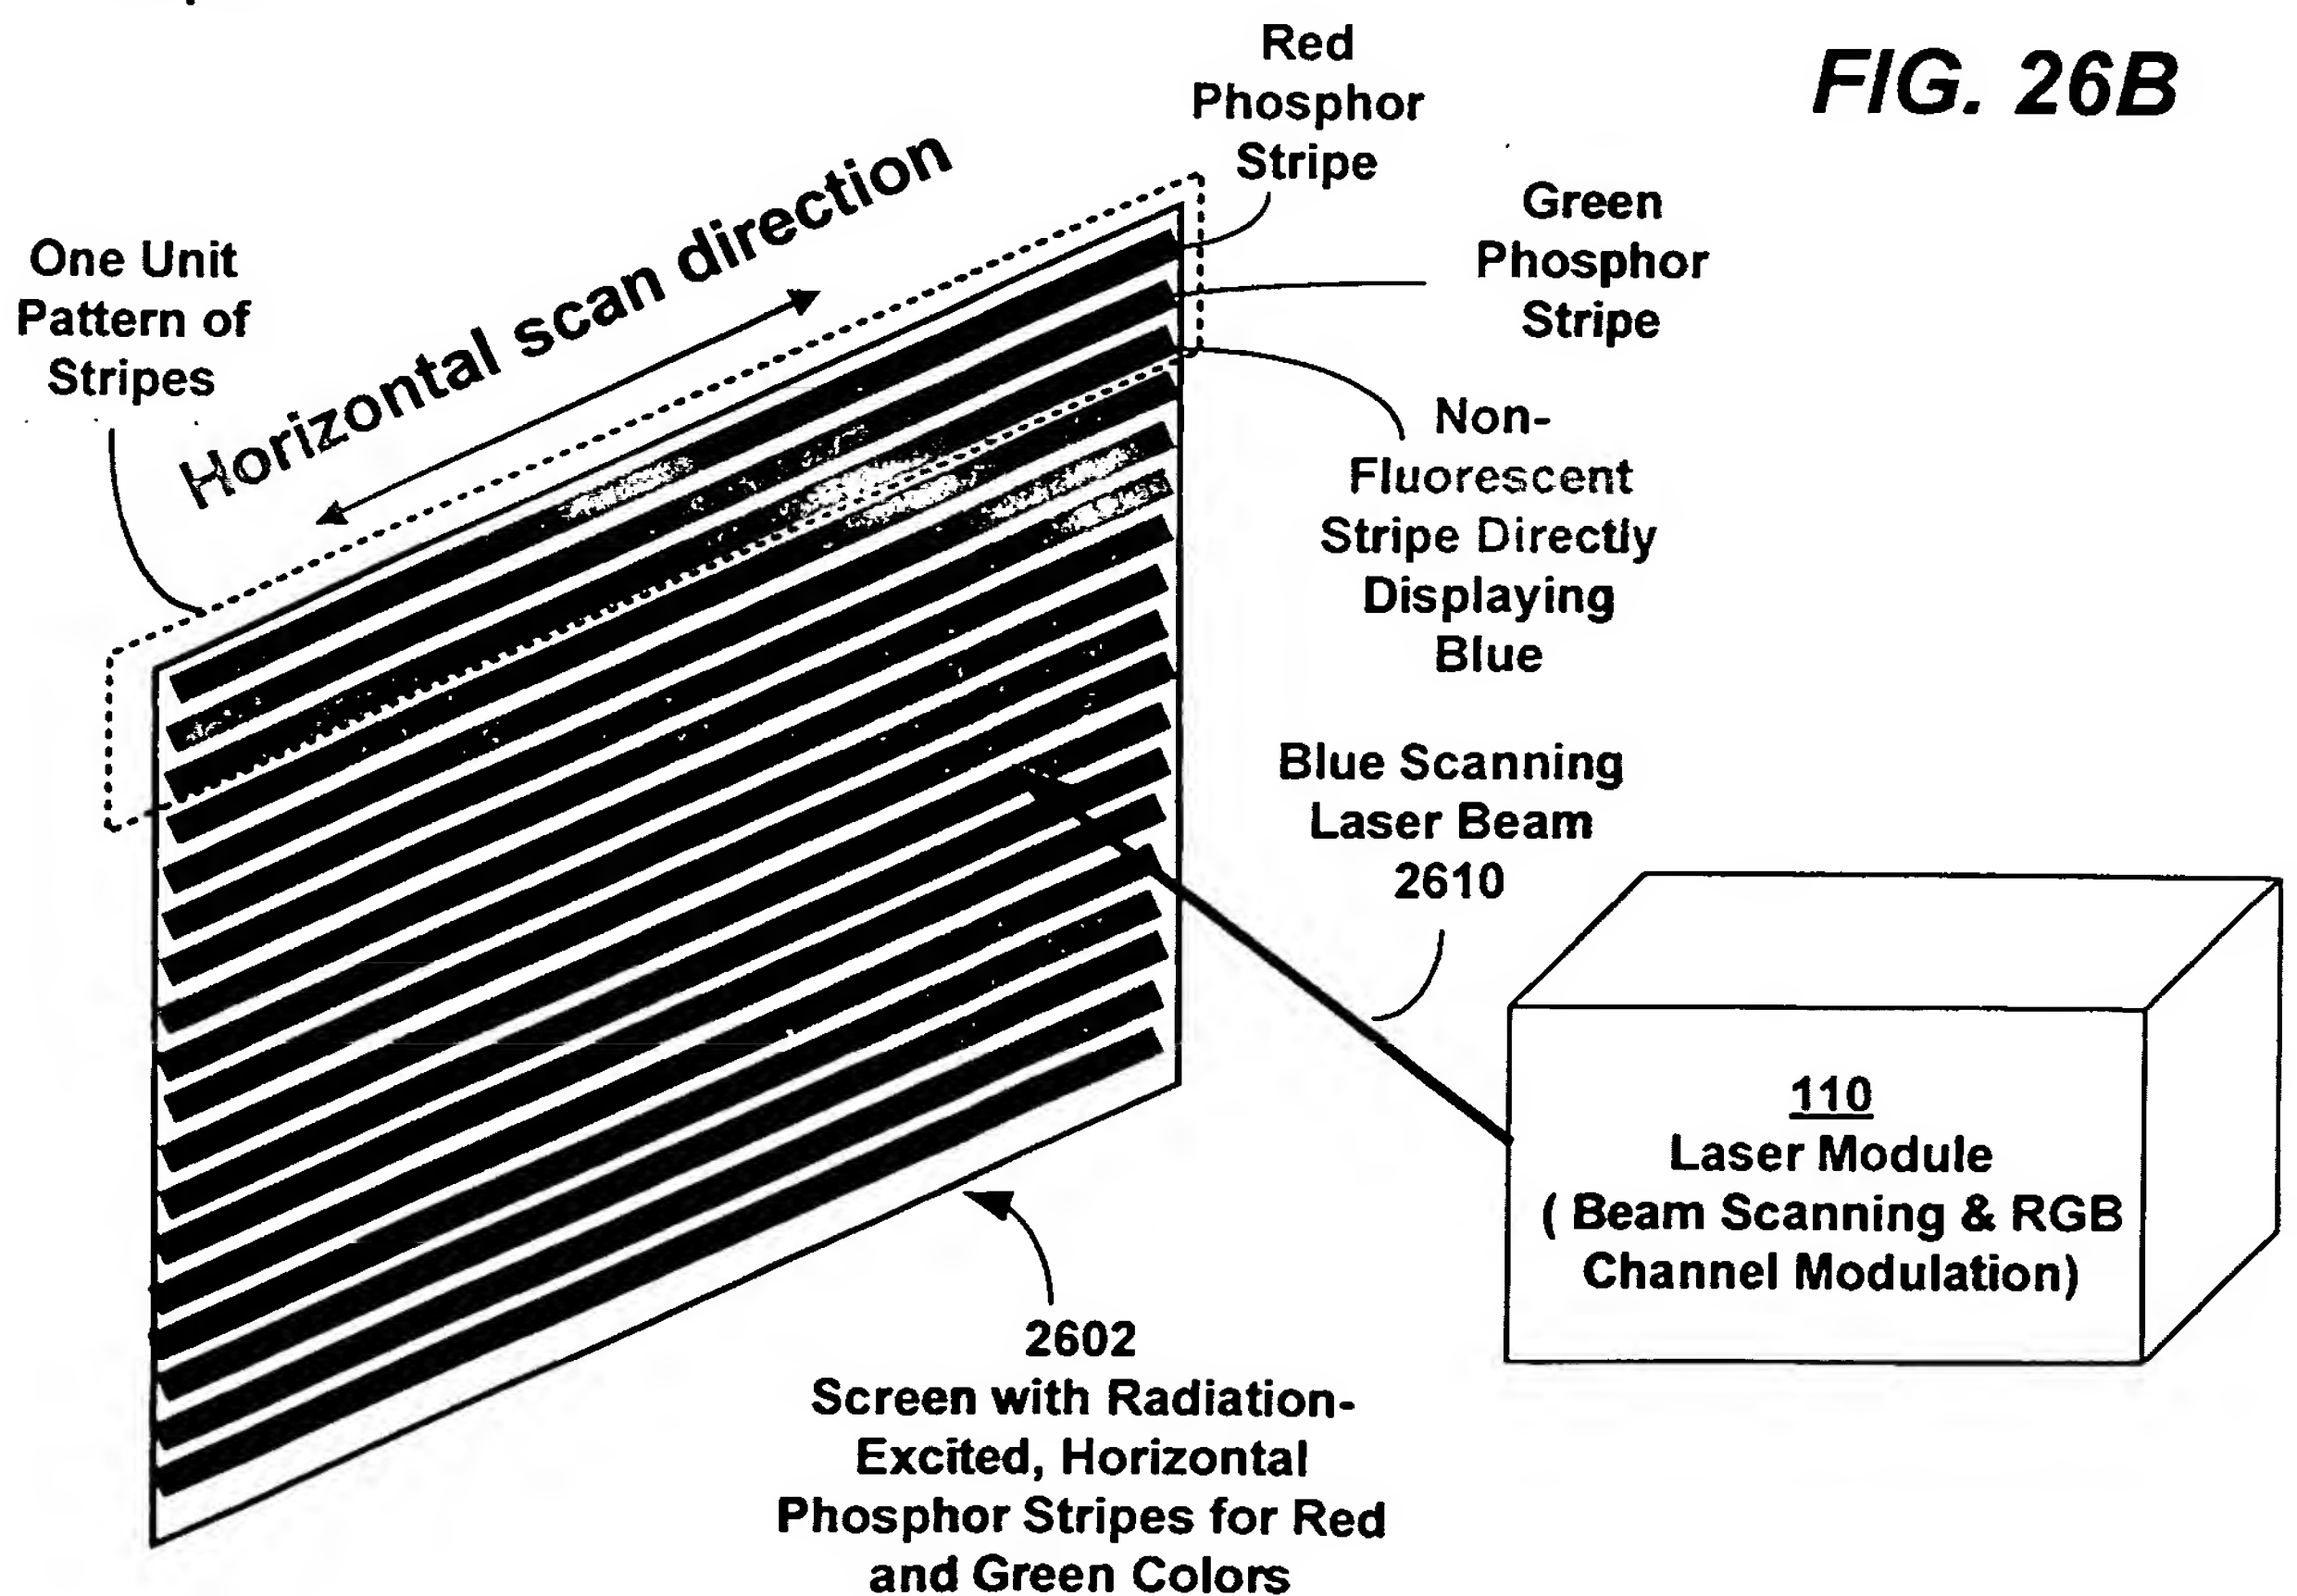 FIG. 26B
Red
Phosphor
Stripe
Green
Phosphor
Stripe
One Unit
Pattern of
Stripes
Horizontal scan direction
Non-
Fluorescent
Stripe Directly
Displaying
Blue
Blue Scanning
Laser Beam
2610
110
Laser Module
( Beam Scanning & RGB
Channel Modulation)
2602
Screen with Radiation-
Excited, Horizontal
Phosphor Stripes for Red
and Green Colors